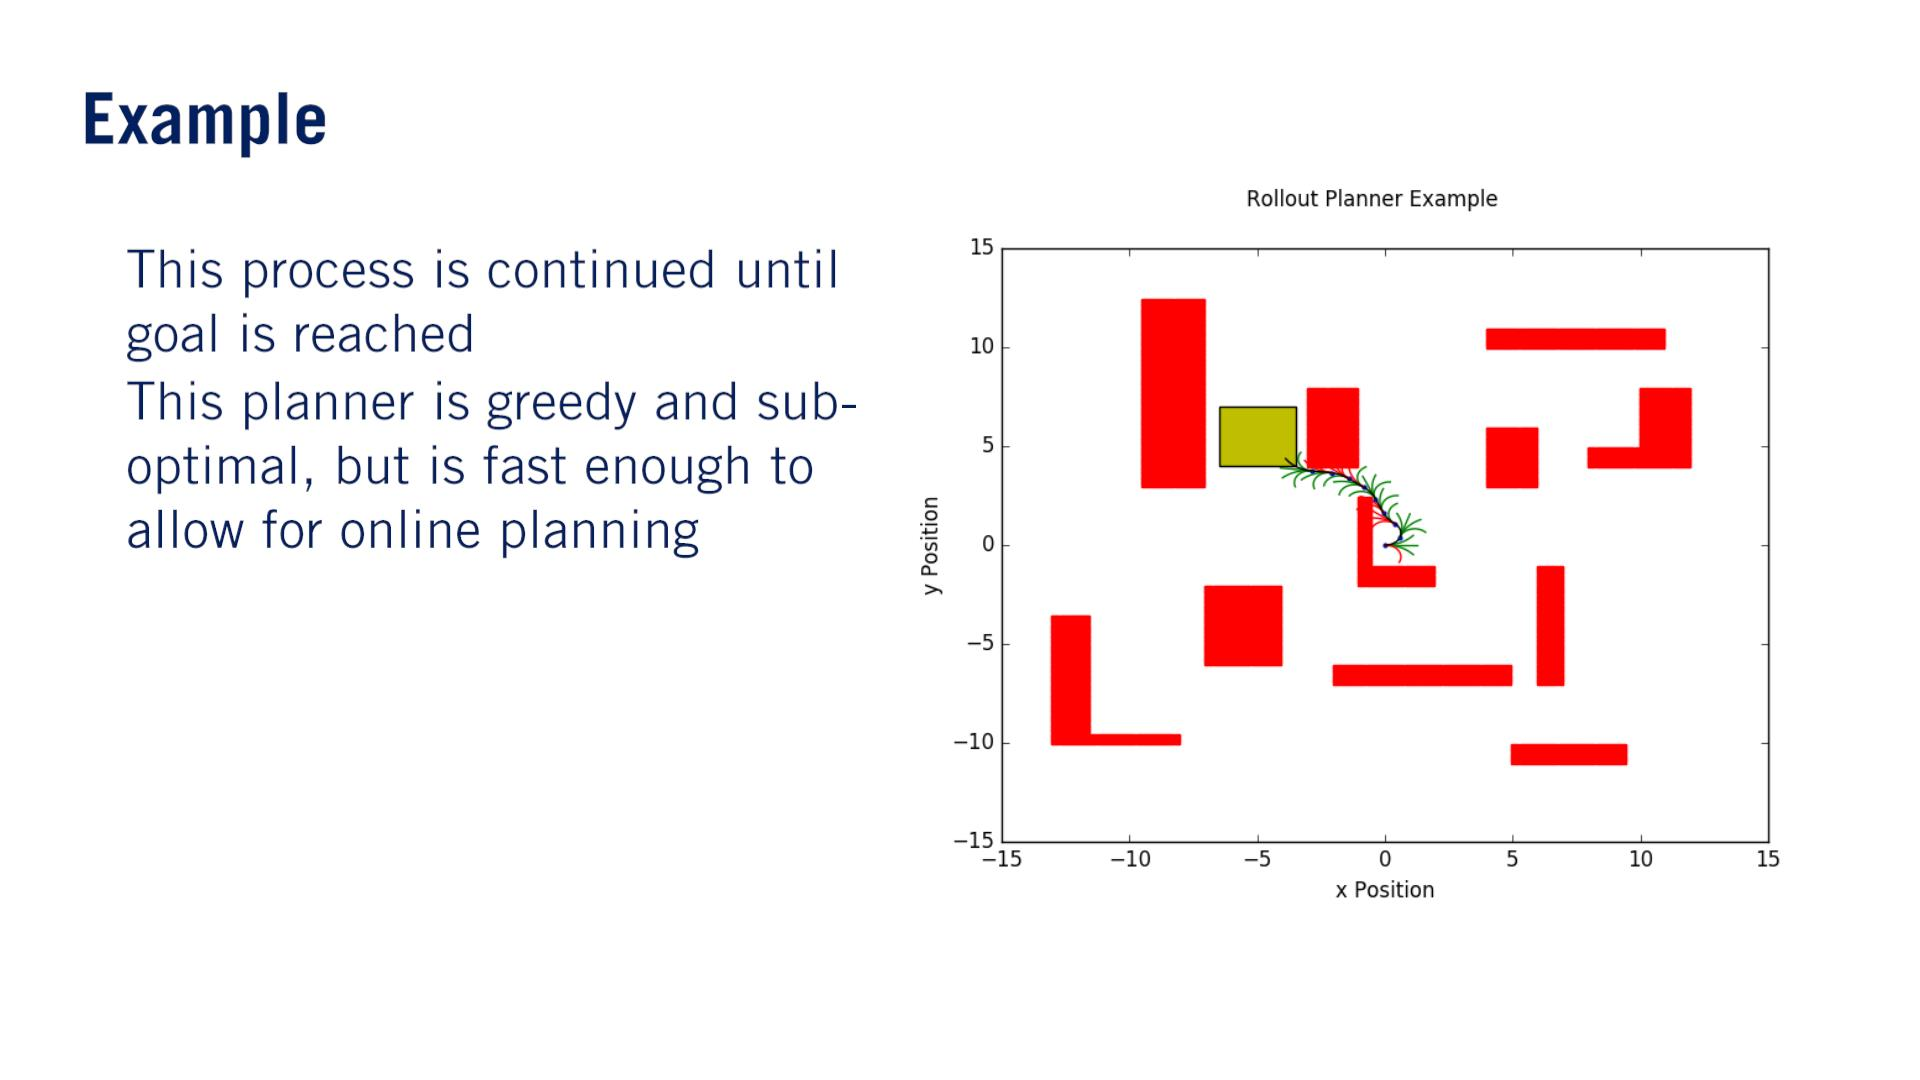 Example
This process is continued until
goal is reached
This planner is greedy and sub-
optimal, but is fast enough to
allow for online planning
Rollout Planner Example
15
10
5
0
−5
−10
−15
y Position
−15 −10 −5 0 5 10 15
x Position